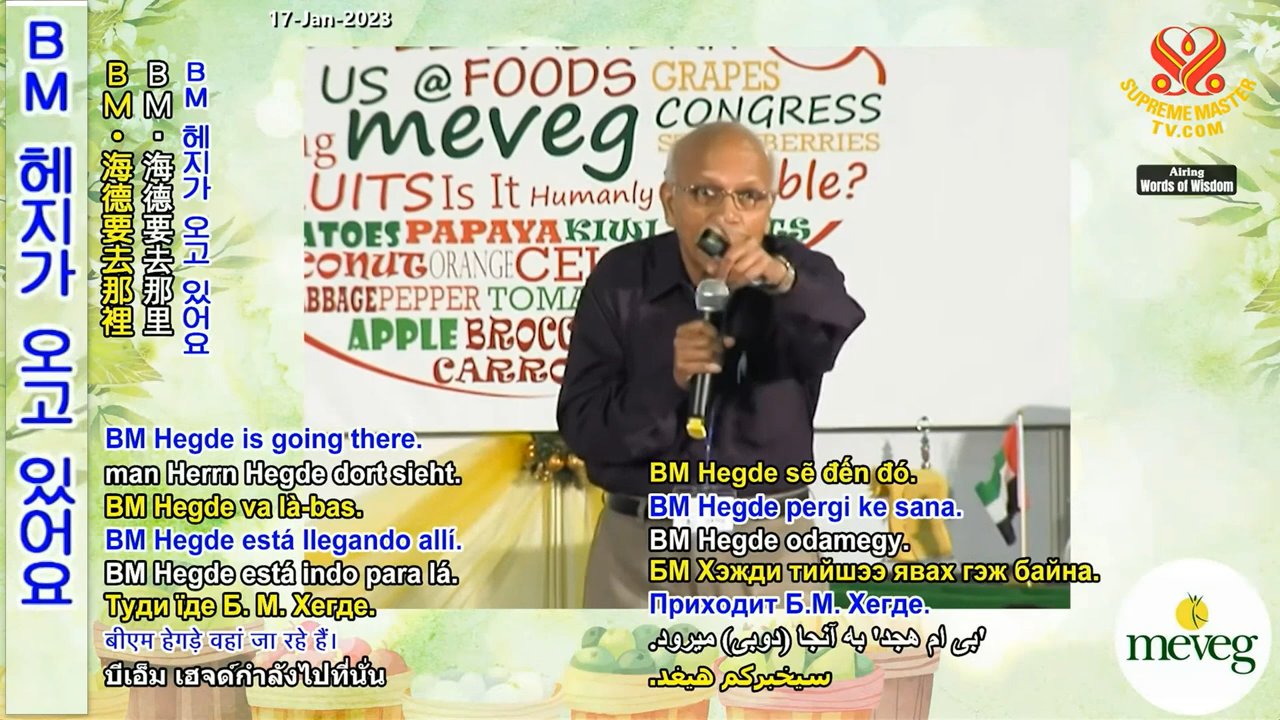 17-Jan-2023
BM 헤지가 오고 있어요
BM・海德要去那裡
BM・海德要去那里
BM 헤지가 오고 있어요
US @ FOODS GRAPES
meveg CONGRESS
UITS Is It Humanly ble?
PAPAYA KIWI
ORANGE
PEPPER
APPLE
SUPREME MASTER
TV.COM
Airing
Words of Wisdom
BM Hegde is going there.
man Herrn Hegde dort sieht.
BM Hegde va là-bas.
BM Hegde está llegando allí.
BM Hegde está indo para lá.
Туди їде Б. М. Хегде.
बीएम हेगड़े वहां जा रहे हैं।
บีเอ็ม เฮจด์กำลังไปที่นั่น
BM Hegde sẽ đến đó.
BM Hegde pergi ke sana.
BM Hegde odamegy.
БМ Хэжди тийшээ явах гэж байна.
Приходит Б.М. Хегде.
'بی ام هجد' به آنجا (دوبی) میرود.
سيخبركم هيغد.
meveg